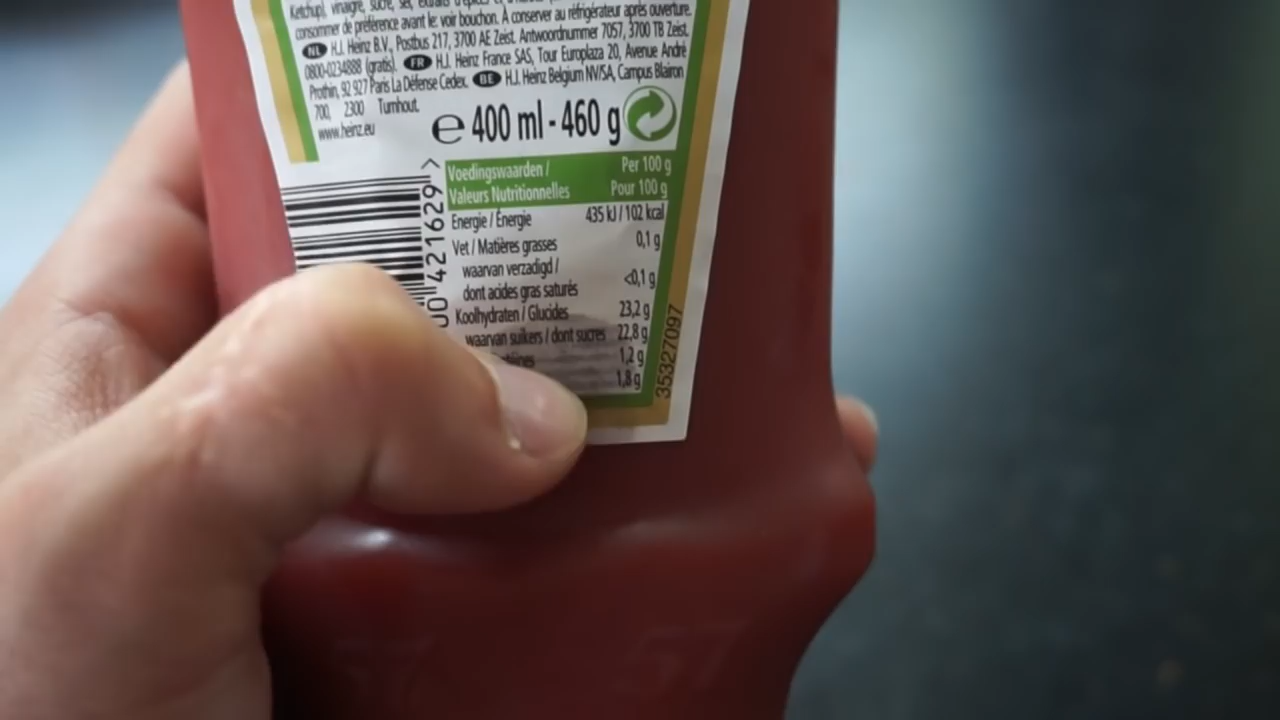 Ketchup), vinaigre, sucre, sel, extraits d'épices et
consommer de préférence avant le: voir bouchon. À conserver au réfrigérateur après ouverture.
NL H.J. Heinz B.V., Postbus 217, 3700 AE Zeist. Antwoordnummer 7057, 3700 TB Zeist,
0800-0234888 (gratis). FR H.J. Heinz France SAS, Tour Europlaza 20, Avenue André
Prothin, 92 927 Paris La Défense Cedex. BE H.J. Heinz Belgium NV/SA, Campus Blairon
700, 2300 Turnhout.
www.heinz.eu
e 400 ml - 460 g
00 421629 >
Voedingswaarden / Per 100 g
Valeurs Nutritionnelles Pour 100 g
Energie / Énergie 435 kJ / 102 kcal
Vet / Matières grasses 0,1 g
waarvan verzadigd /
dont acides gras saturés <0,1 g
Koolhydraten / Glucides 23,2 g
waarvan suikers / dont sucres 22,8 g
1,2 g
1,8 g
35327097